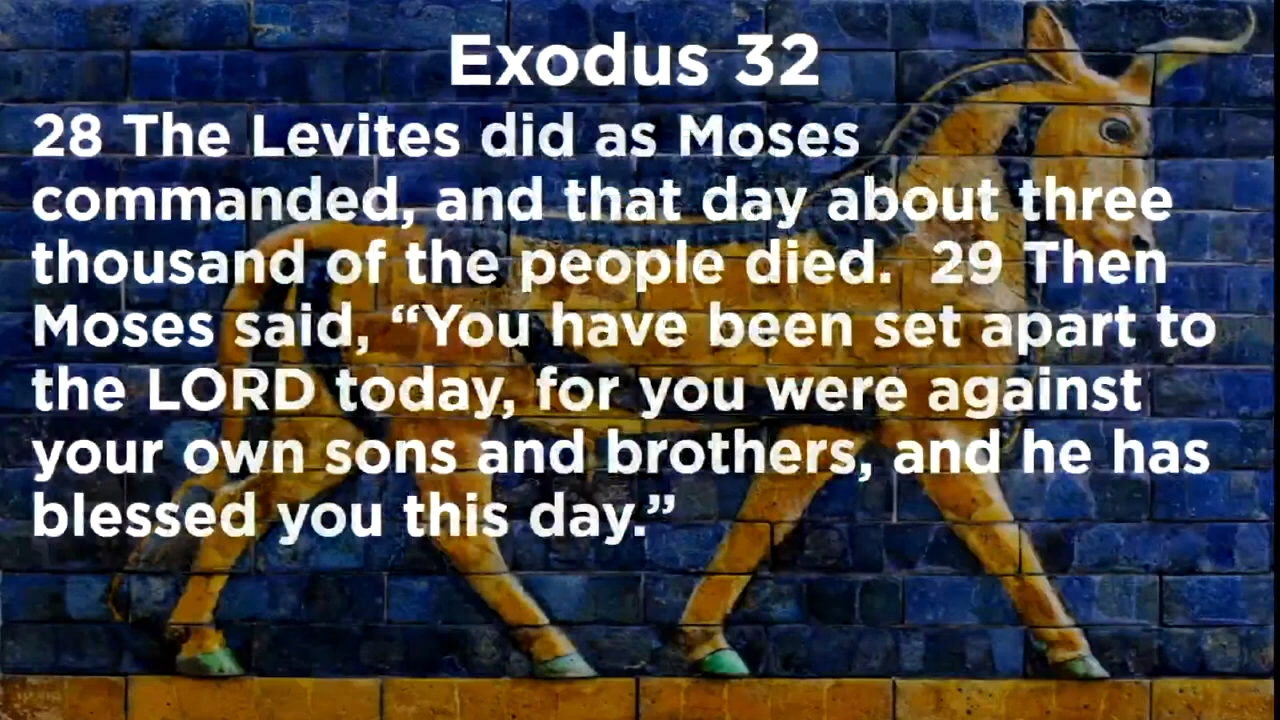 Exodus 32
28 The Levites did as Moses
commanded, and that day about three
thousand of the people died.  29 Then
Moses said, “You have been set apart to
the LORD today, for you were against
your own sons and brothers, and he has
blessed you this day.”